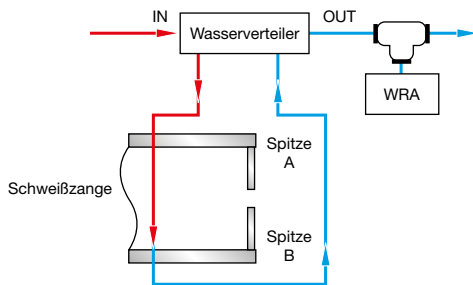 IN
Wasserverteiler
OUT
WRA
Spitze
A
Schweißzange
Spitze
B